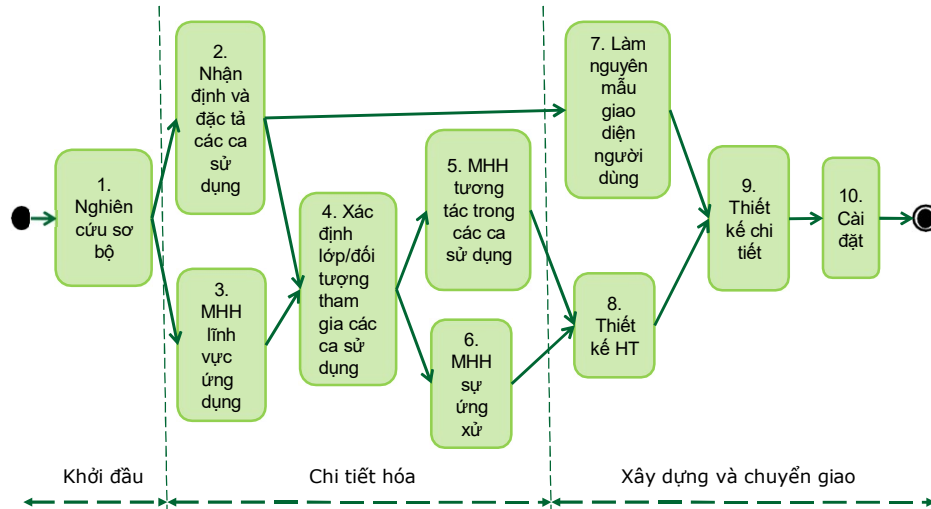 1.
Nghiên
cứu sơ
bộ
2.
Nhận
định và
đặc tả
các ca
sử
dụng
3.
MHH
lĩnh
vực
ứng
dụng
4. Xác
định
lớp/đối
tượng
tham
gia các
ca sử
dụng
5. MHH
tương
tác trong
các ca
sử dụng
6.
MHH
sự
ứng
xử
7. Làm
nguyên
mẫu
giao
diện
người
dùng
8.
Thiết
kế HT
9.
Thiết
kế chi
tiết
10.
Cài
đặt
Khởi đầu
Chi tiết hóa
Xây dựng và chuyển giao